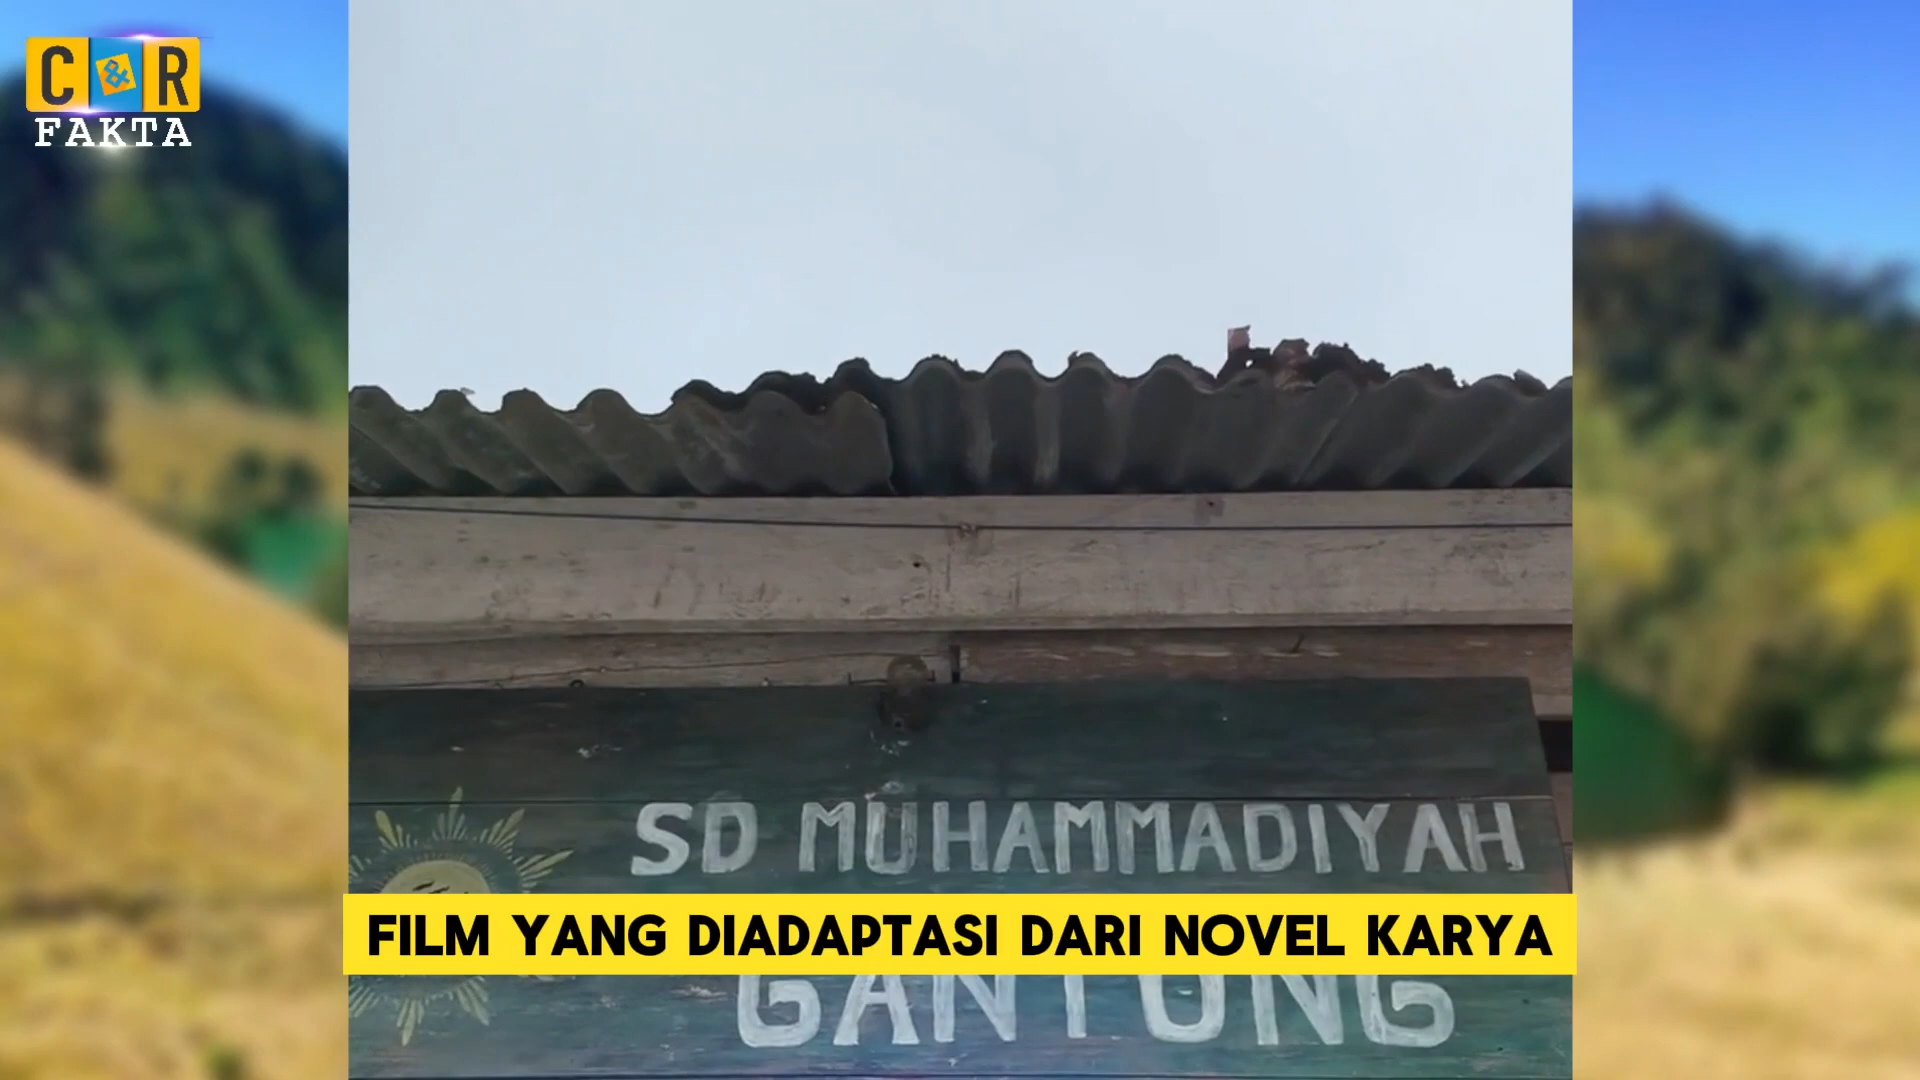 C&R
FAKTA
SD MUHAMMADIYAH
FILM YANG DIADAPTASI DARI NOVEL KARYA
GANTONG